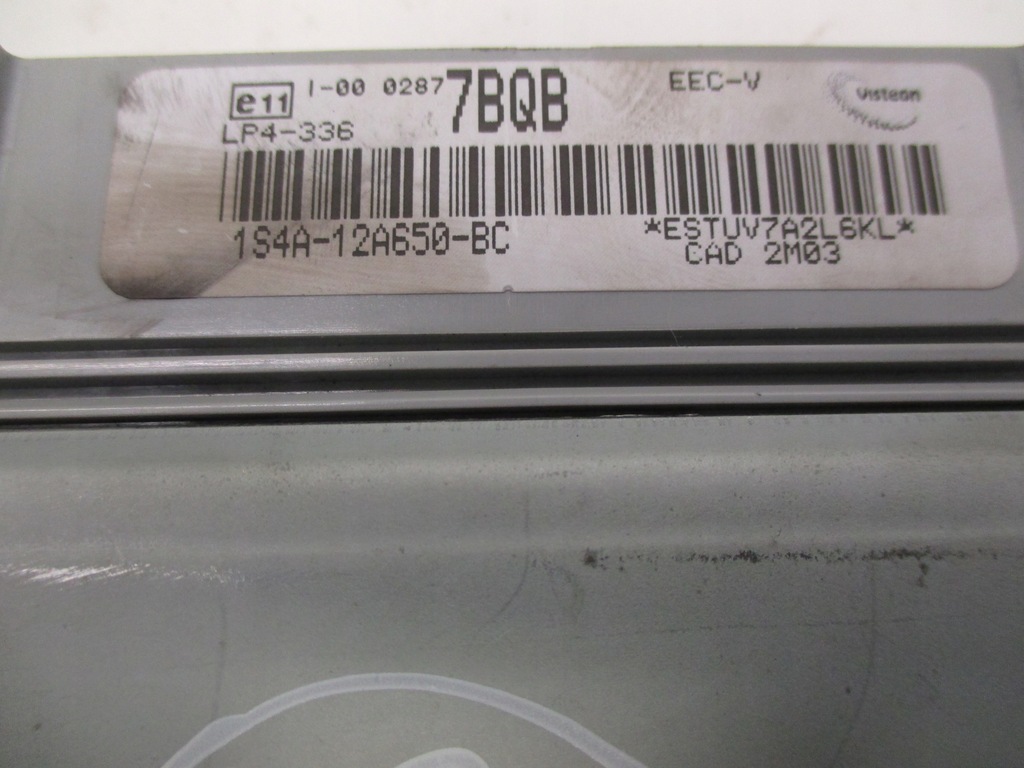 e11 I-00 0287 7BQB EEC-V Visteon
LP4-336
1S4A-12A650-BC *ESTUV7A2L6KL*
CAD 2M03